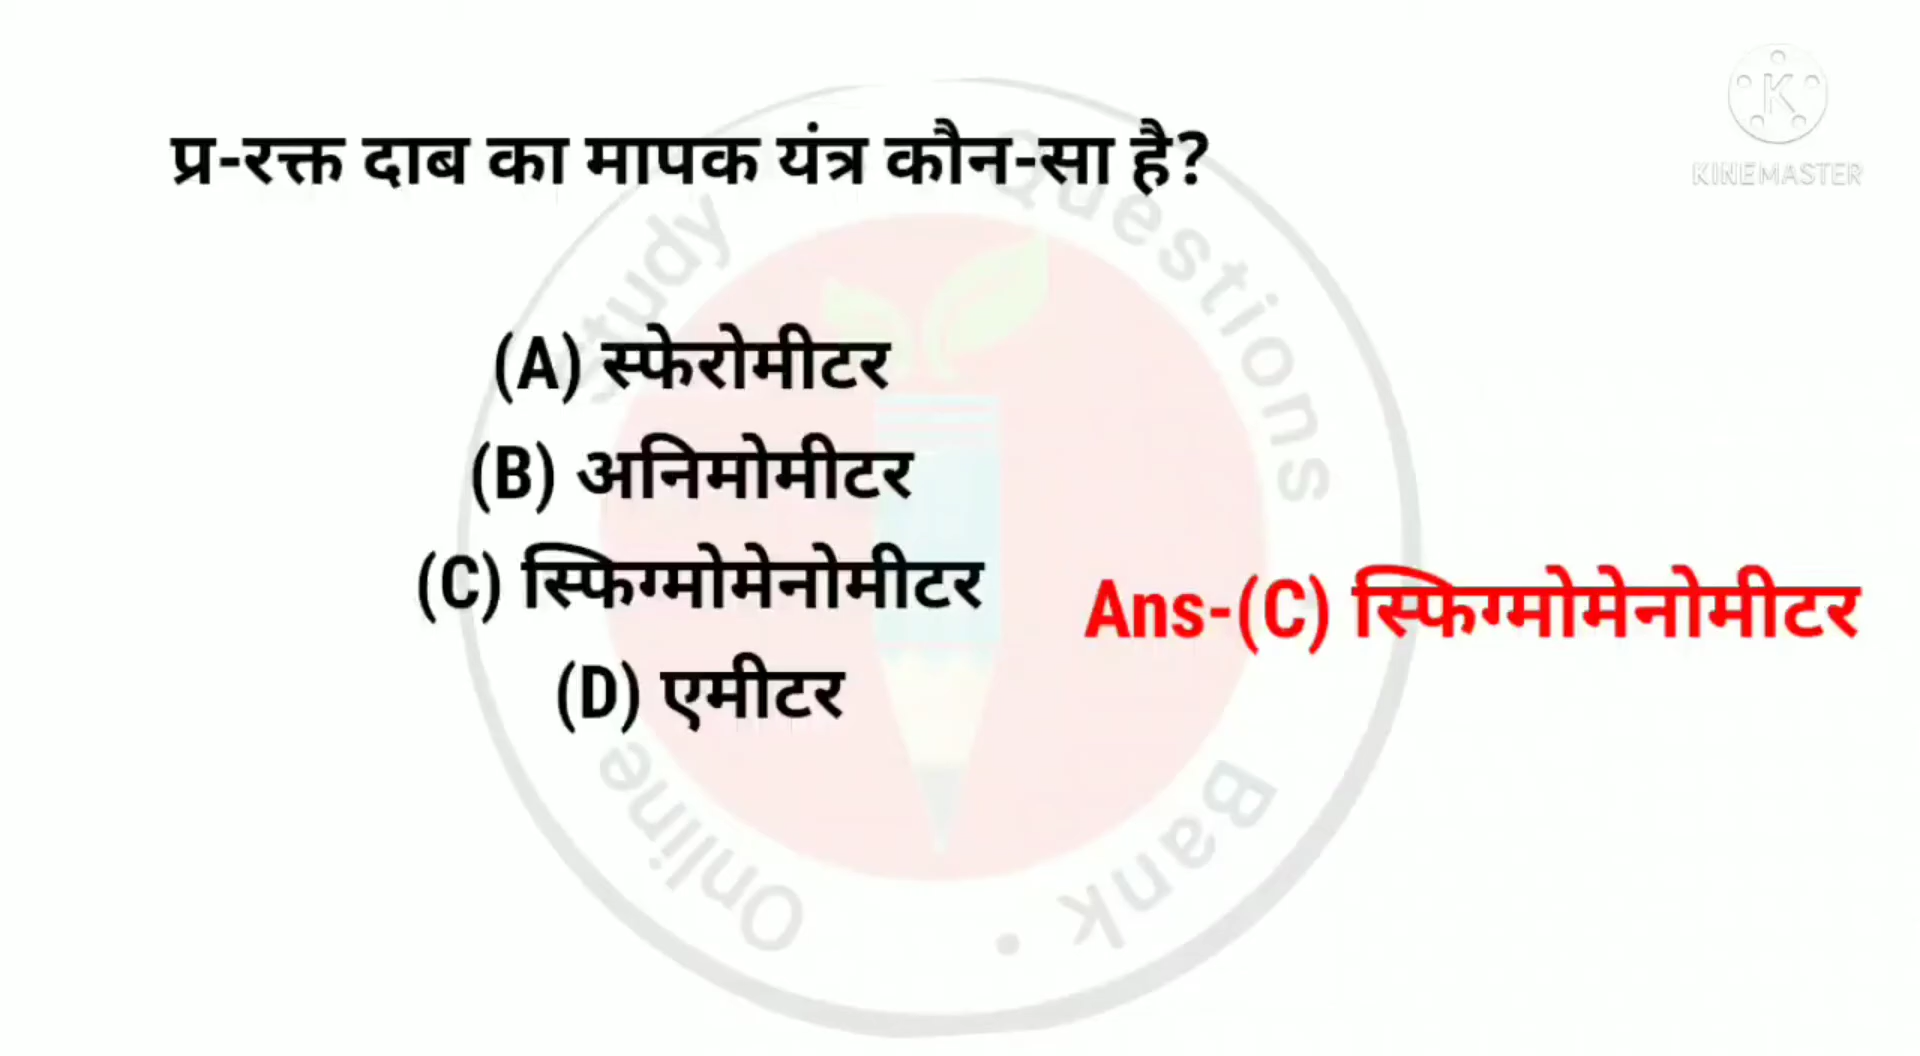 प्र-रक्त दाब का मापक यंत्र कौन-सा है?
KINEMASTER
(A) स्फेरोमीटर
(B) अनिमोमीटर
(C) स्फिग्मोमेनोमीटर
Ans-(C) स्फिग्मोमेनोमीटर
(D) एमीटर
Online Study Questions Bank •